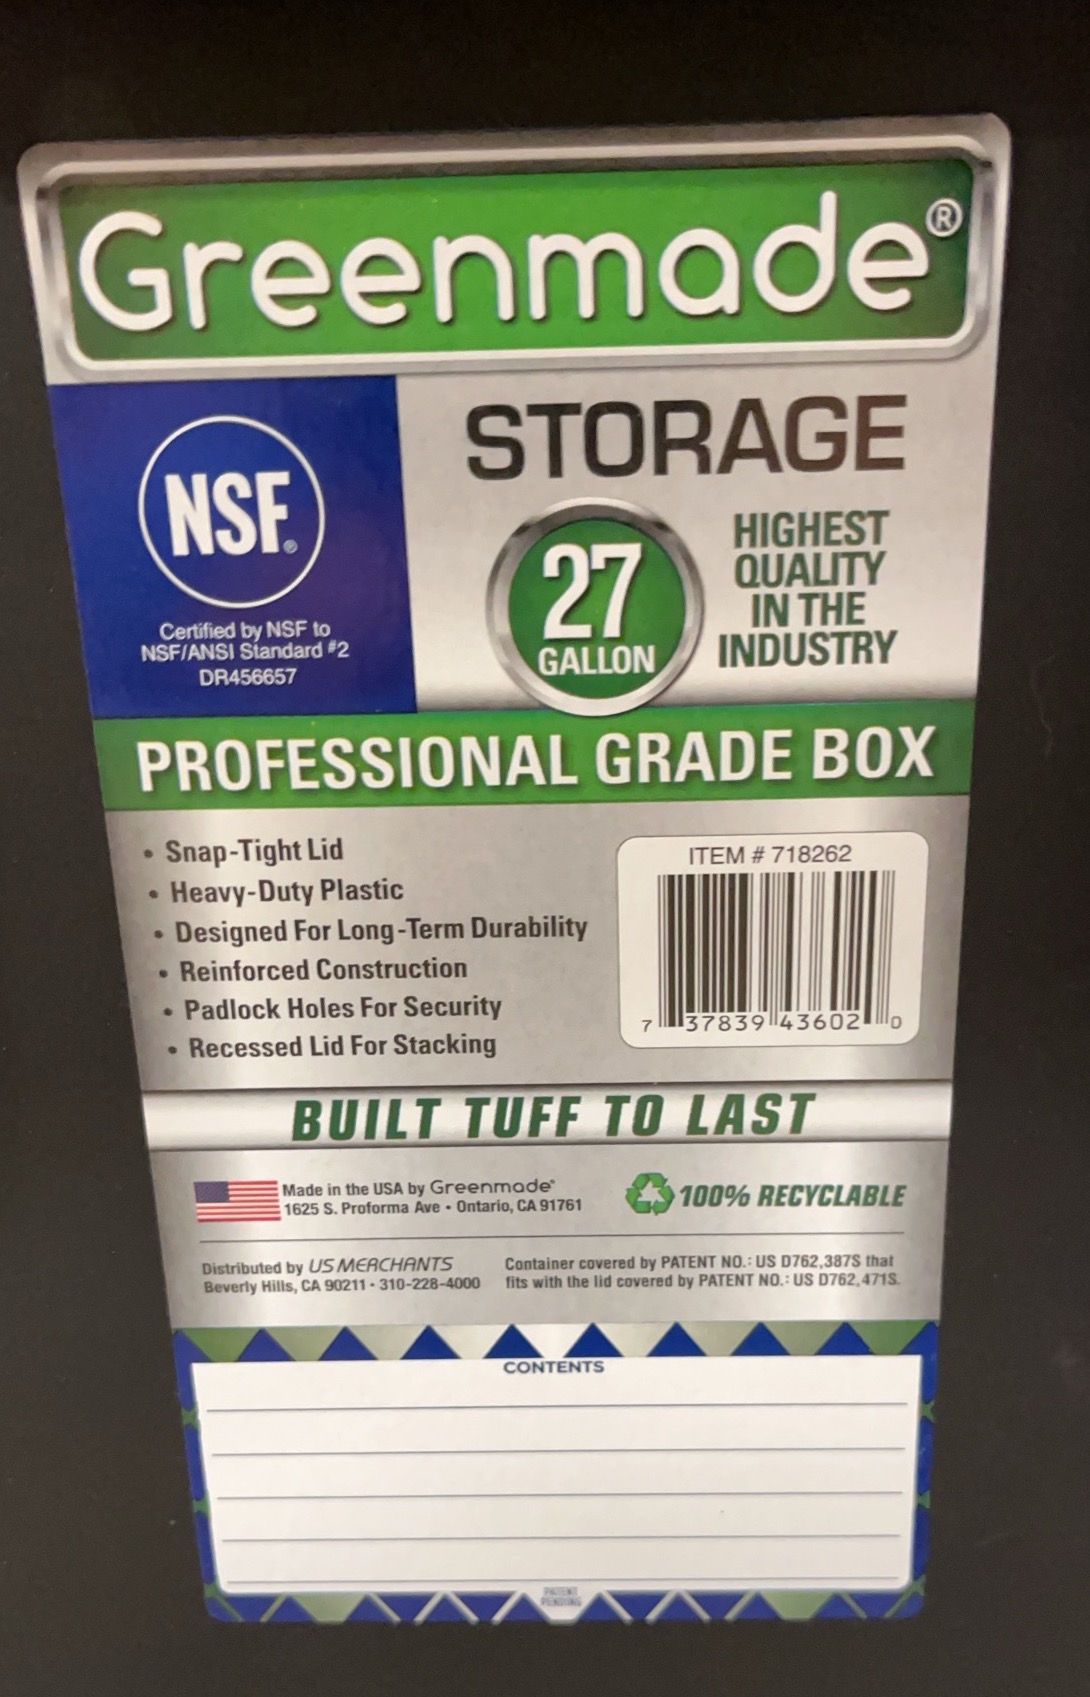 Greenmade®
NSF®
Certified by NSF to
NSF/ANSI Standard #2
DR456657
STORAGE
27
GALLON
HIGHEST
QUALITY
IN THE
INDUSTRY
PROFESSIONAL GRADE BOX
• Snap-Tight Lid
• Heavy-Duty Plastic
• Designed For Long-Term Durability
• Reinforced Construction
• Padlock Holes For Security
• Recessed Lid For Stacking
ITEM # 718262
7 37839 43602 0
BUILT TUFF TO LAST
Made in the USA by Greenmade®
1625 S. Proforma Ave • Ontario, CA 91761
100% RECYCLABLE
Distributed by US MERCHANTS
Beverly Hills, CA 90211 • 310-228-4000
Container covered by PATENT NO.: US D762,387S that
fits with the lid covered by PATENT NO.: US D762,471S.
CONTENTS
PATENT
PENDING